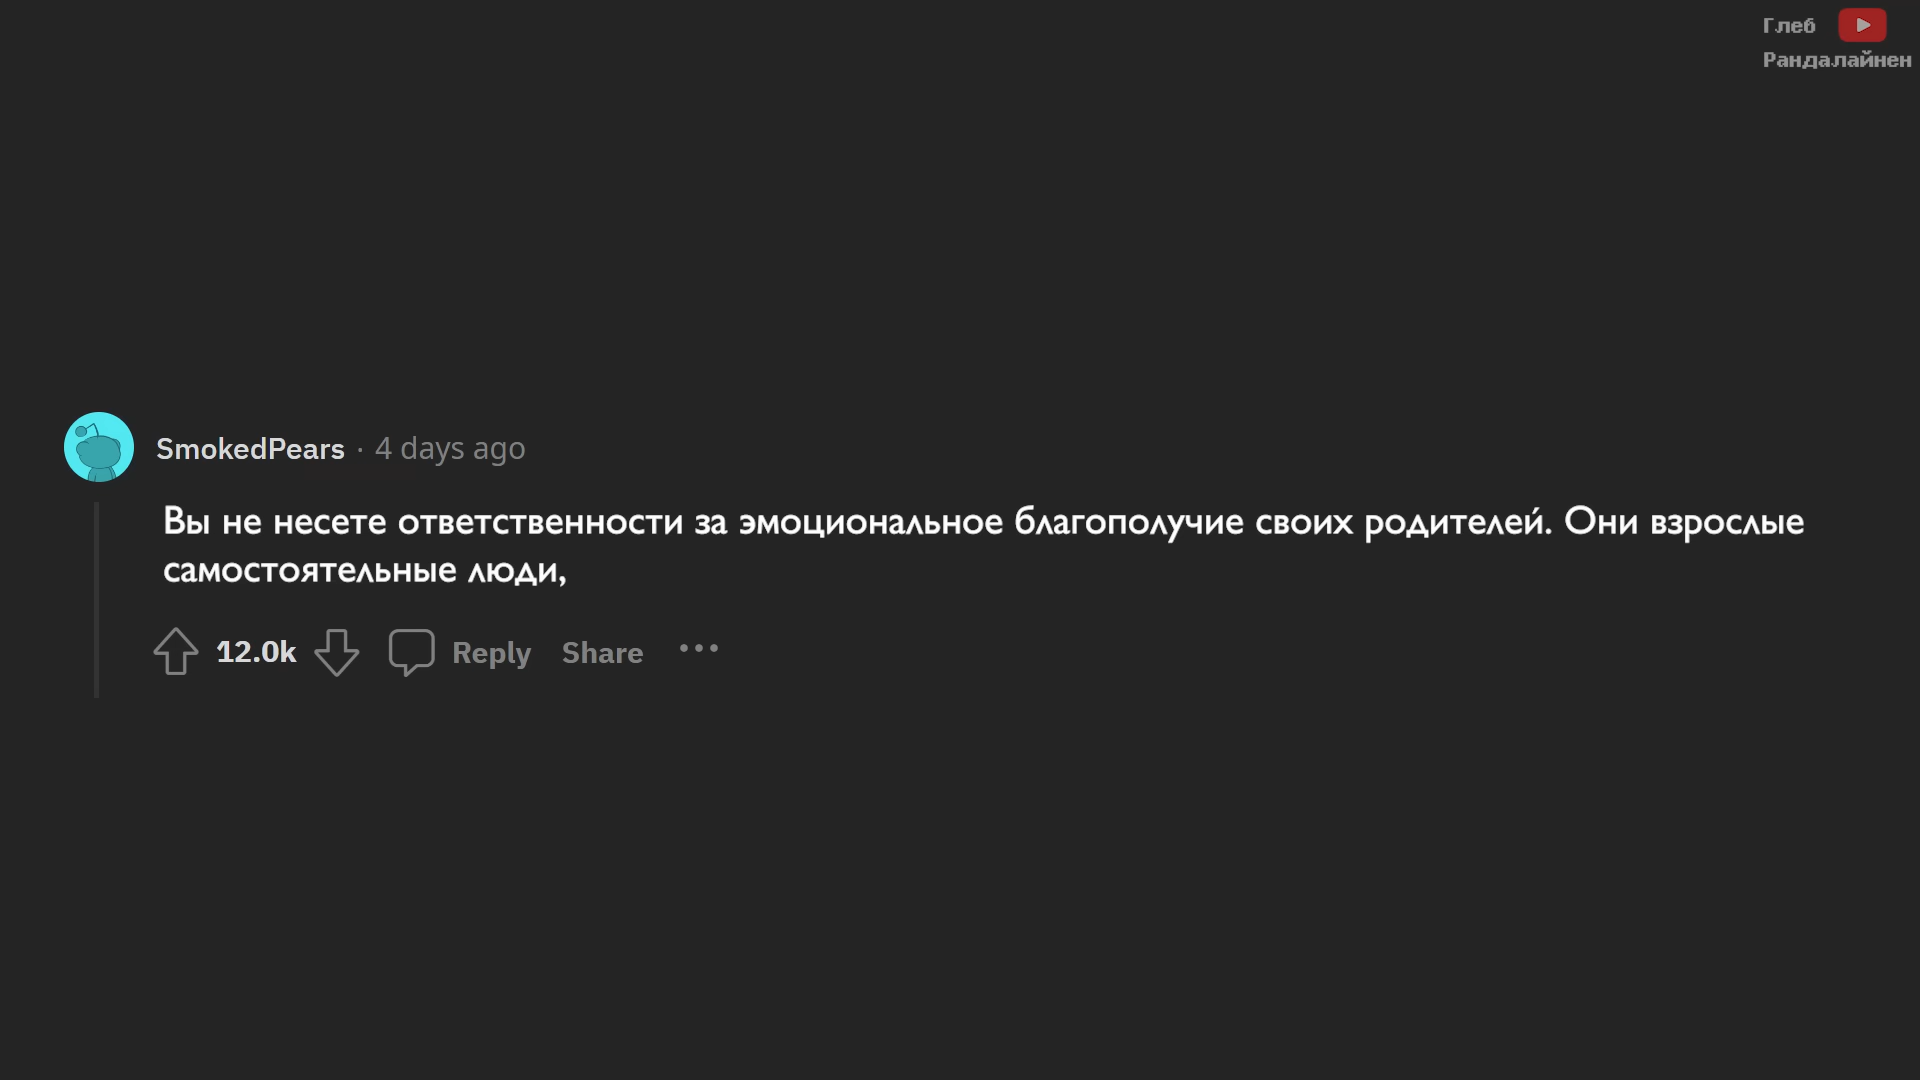 Глеб
Рандалайнен
SmokedPears · 4 days ago
Вы не несете ответственности за эмоциональное благополучие своих родителей. Они взрослые
самостоятельные люди,
12.0k Reply Share ...